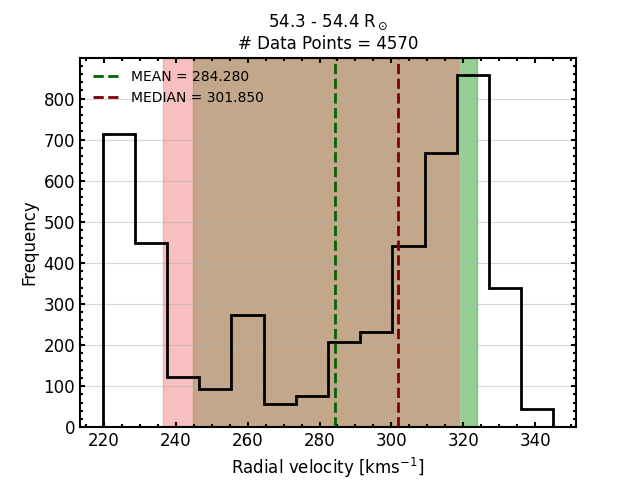 54.3 - 54.4 R⊙
# Data Points = 4570
MEAN = 284.280
MEDIAN = 301.850
Frequency
800
700
600
500
400
300
200
100
0
220 240 260 280 300 320 340
Radial velocity [kms⁻¹]